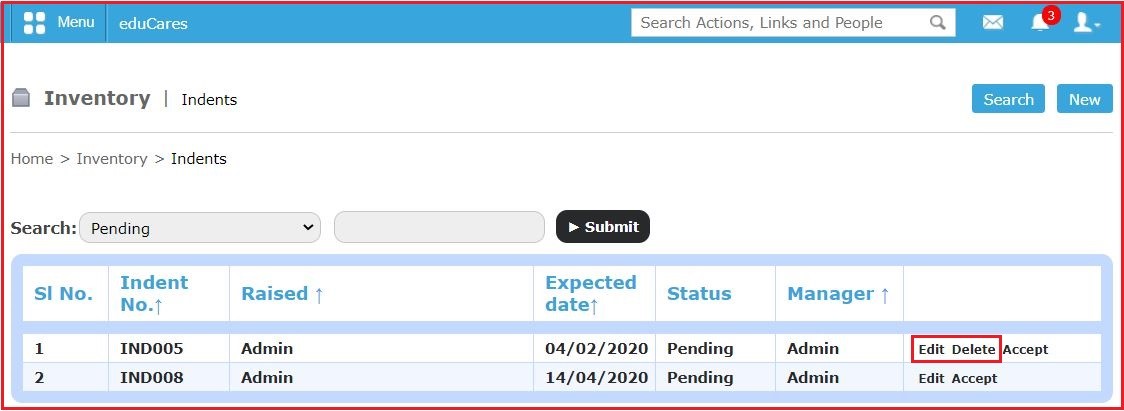 Menu eduCares Search Actions, Links and People 3
Inventory | Indents Search New
Home > Inventory > Indents
Search: Pending ► Submit
Sl No. Indent No.↑ Raised ↑ Expected date↑ Status Manager ↑
1 IND005 Admin 04/02/2020 Pending Admin Edit Delete Accept
2 IND008 Admin 14/04/2020 Pending Admin Edit Accept